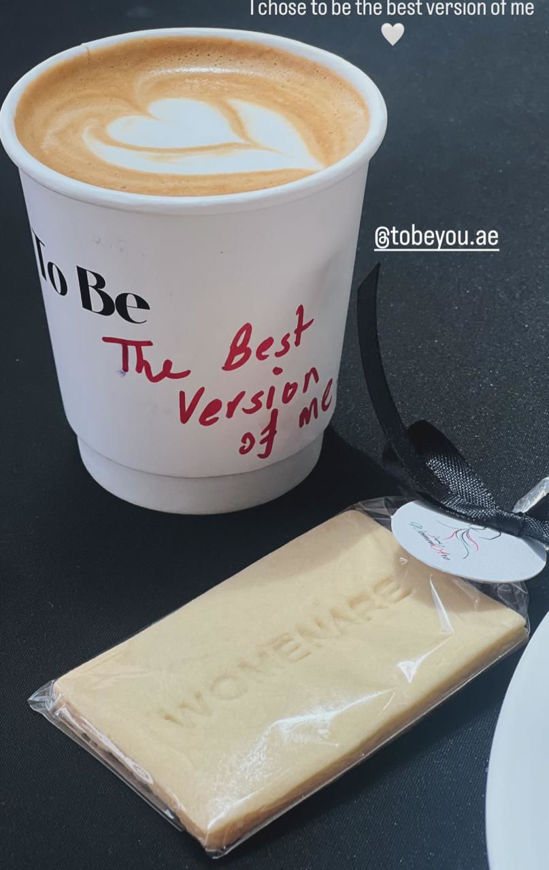 I chose to be the best version of me
@tobeyou.ae
To Be
The Best
Version
of me
WOMENARE